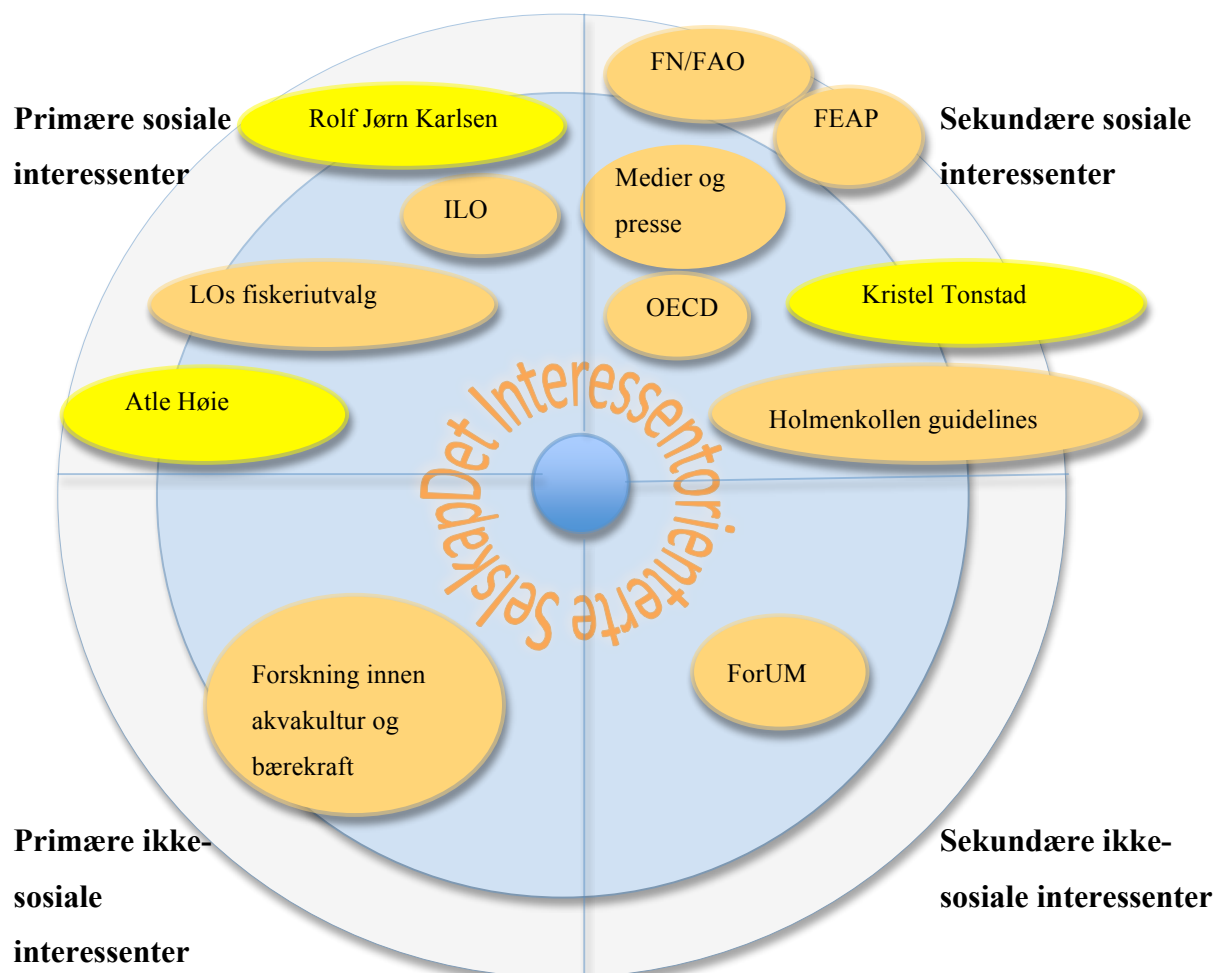 FN/FAO
Primære sosiale
interessenter
Rolf Jørn Karlsen
FEAP
Sekundære sosiale
interessenter
Medier og
presse
ILO
LOs fiskeriutvalg
OECD
Kristel Tonstad
Atle Høie
Holmenkollen guidelines
Det Interessentorienterte Selskap
Forskning innen
akvakultur og
bærekraft
ForUM
Primære ikke-
sosiale
interessenter
Sekundære ikke-
sosiale interessenter